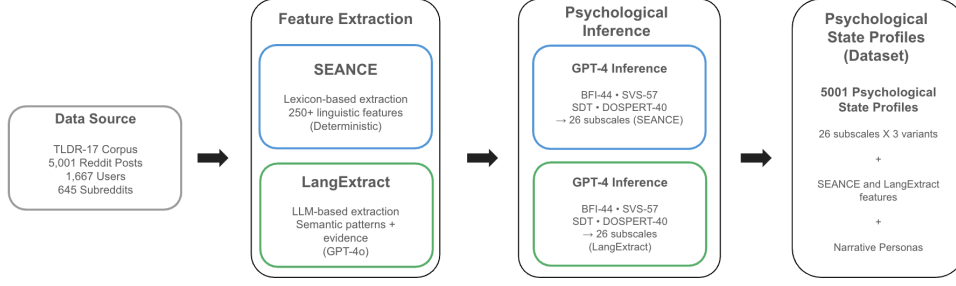 Data Source
TLDR-17 Corpus
5,001 Reddit Posts
1,667 Users
645 Subreddits
Feature Extraction
SEANCE
Lexicon-based extraction
250+ linguistic features
(Deterministic)
LangExtract
LLM-based extraction
Semantic patterns +
evidence
(GPT-4o)
Psychological
Inference
GPT-4 Inference
BFI-44 • SVS-57
SDT • DOSPERT-40
→ 26 subscales (SEANCE)
GPT-4 Inference
BFI-44 • SVS-57
SDT • DOSPERT-40
→ 26 subscales
(LangExtract)
Psychological
State Profiles
(Dataset)
5001 Psychological
State Profiles
26 subscales X 3 variants
+
SEANCE and LangExtract
features
+
Narrative Personas